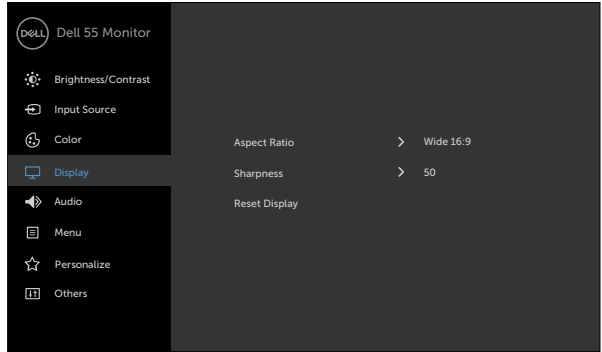 DELL Dell 55 Monitor
Brightness/Contrast
Input Source
Color
Display
Audio
Menu
Personalize
Others
Aspect Ratio > Wide 16:9
Sharpness > 50
Reset Display